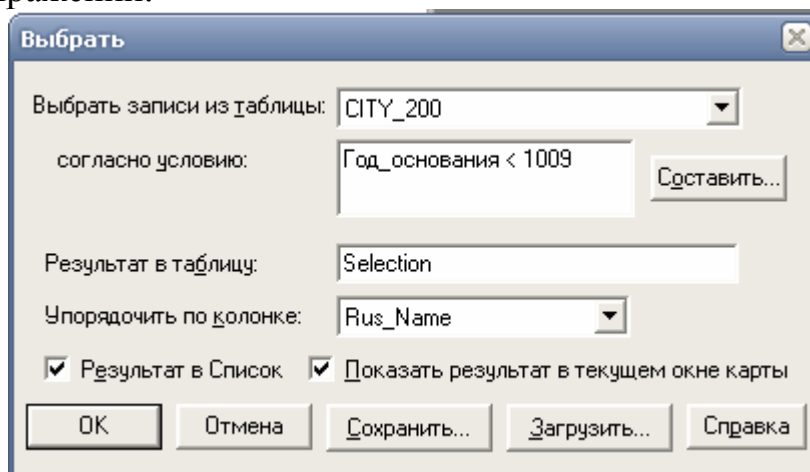 Выбрать
Выбрать записи из таблицы: CITY_200
согласно условию: Год_основания < 1009
Составить...
Результат в таблицу: Selection
Упорядочить по колонке: Rus_Name
Результат в Список Показать результат в текущем окне карты
OK Отмена Сохранить... Загрузить... Справка